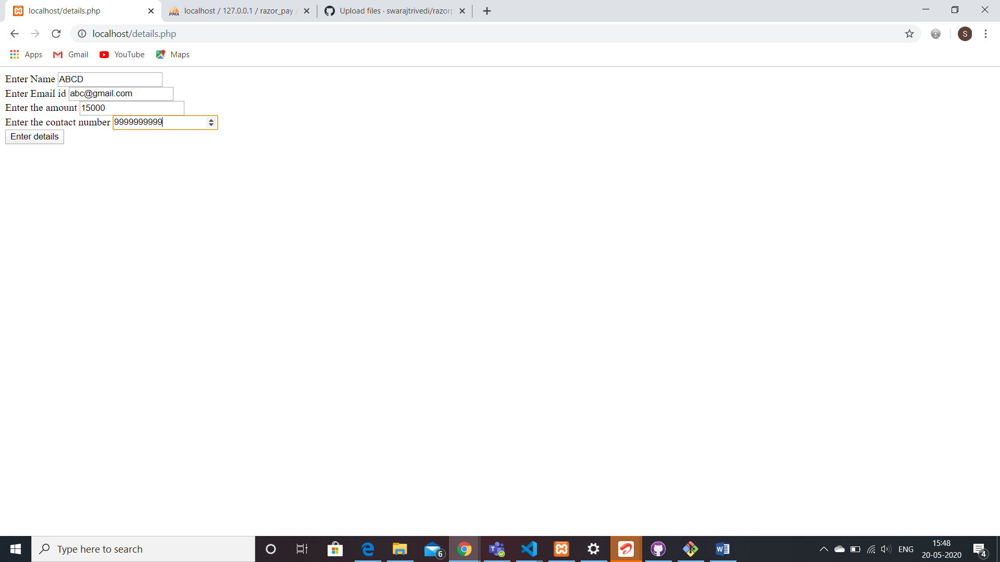 localhost/details.php
localhost / 127.0.0.1 / razor_pay /
Upload files · swarajtrivedi/razorp
localhost/details.php
S
Apps
Gmail
YouTube
Maps
Enter Name ABCD
Enter Email id abc@gmail.com
Enter the amount 15000
Enter the contact number 9999999999
Enter details
Type here to search
6
ENG
15:48
20-05-2020
4